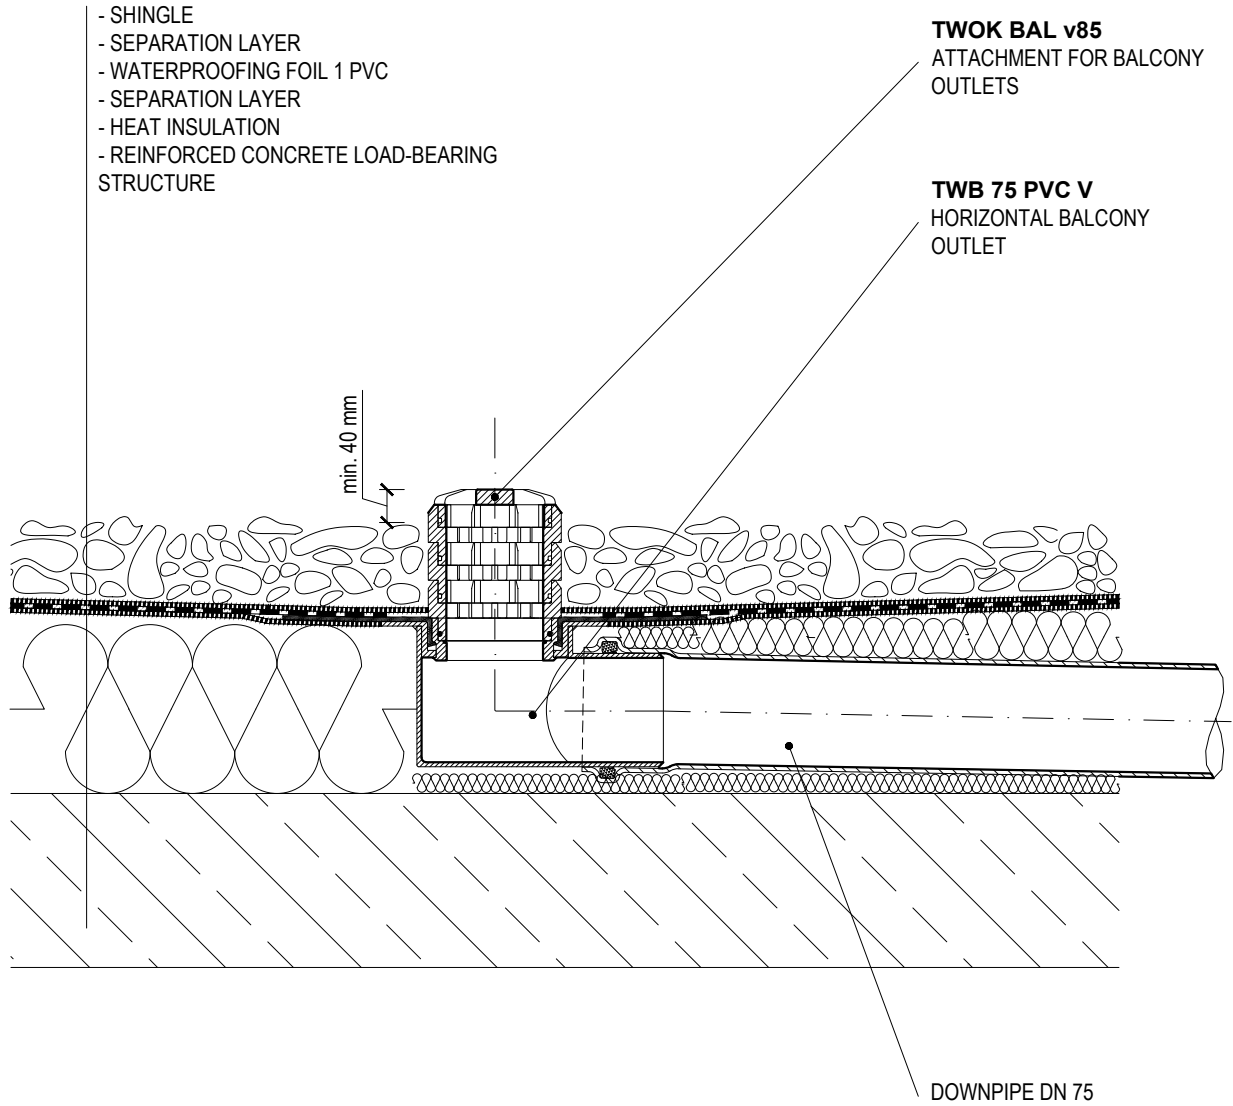 - SHINGLE
- SEPARATION LAYER
- WATERPROOFING FOIL 1 PVC
- SEPARATION LAYER
- HEAT INSULATION
- REINFORCED CONCRETE LOAD-BEARING
STRUCTURE
TWOK BAL v85
ATTACHMENT FOR BALCONY
OUTLETS
TWB 75 PVC V
HORIZONTAL BALCONY
OUTLET
min. 40 mm
DOWNPIPE DN 75